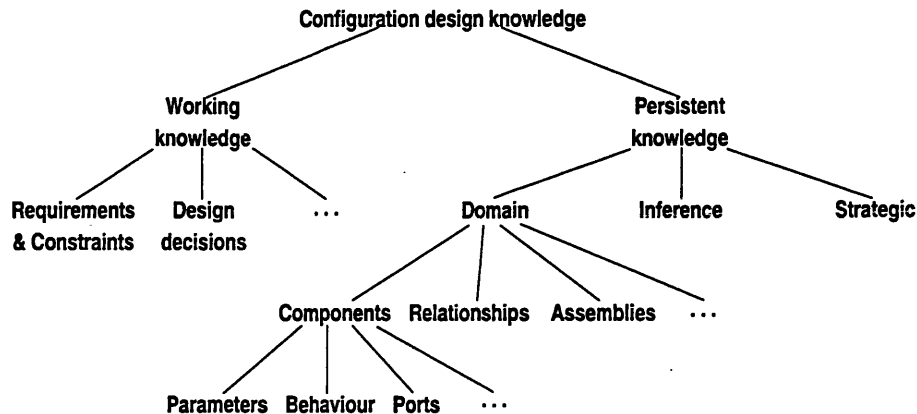 Configuration design knowledge
Working
knowledge
Persistent
knowledge
Requirements
& Constraints
Design
decisions
...
Domain
Inference
Strategic
Components
Relationships
Assemblies
...
Parameters
Behaviour
Ports
...